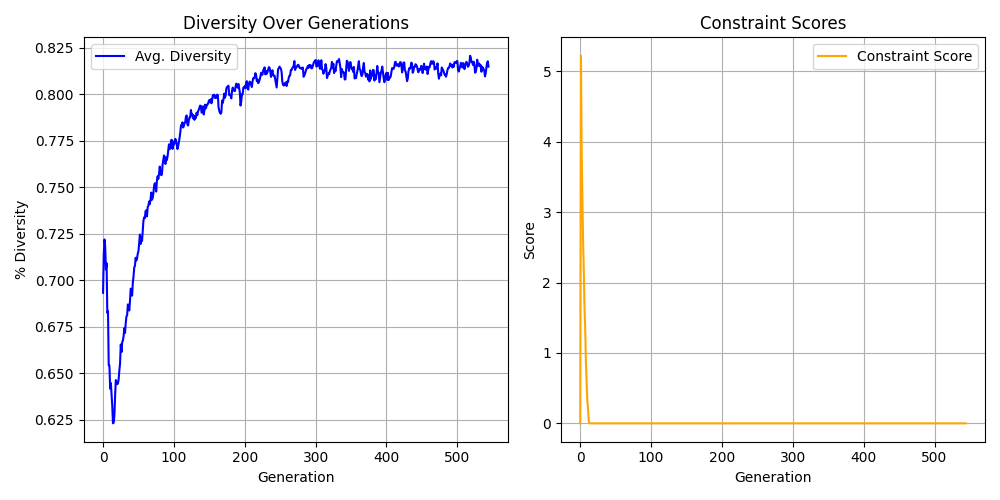 Diversity Over Generations
Avg. Diversity
0.825
0.800
0.775
0.750
0.725
0.700
0.675
0.650
0.625
% Diversity
0 100 200 300 400 500
Generation
Constraint Scores
Constraint Score
5
4
3
2
1
0
Score
0 100 200 300 400 500
Generation